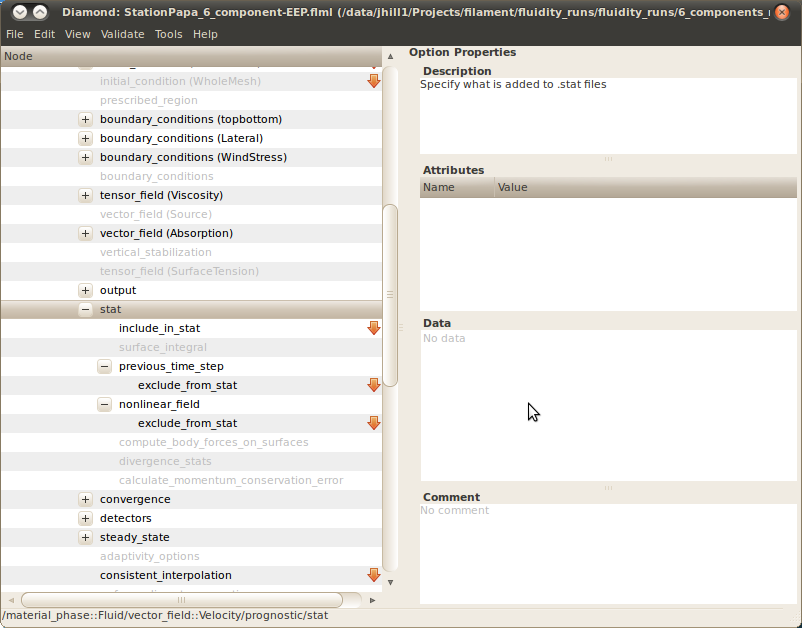 Diamond: StationPapa_6_component-EEP.flml (/data/jhill1/Projects/filament/fluidity_runs/fluidity_runs/6_components_
File Edit View Validate Tools Help
Node
initial_condition (WholeMesh)
prescribed_region
boundary_conditions (topbottom)
boundary_conditions (Lateral)
boundary_conditions (WindStress)
boundary_conditions
tensor_field (Viscosity)
vector_field (Source)
vector_field (Absorption)
vertical_stabilization
tensor_field (SurfaceTension)
output
stat
include_in_stat
surface_integral
previous_time_step
exclude_from_stat
nonlinear_field
exclude_from_stat
compute_body_forces_on_surfaces
divergence_stats
calculate_momentum_conservation_error
convergence
detectors
steady_state
adaptivity_options
consistent_interpolation
/material_phase::Fluid/vector_field::Velocity/prognostic/stat
Option Properties
Description
Specify what is added to .stat files
Attributes
Name Value
Data
No data
Comment
No comment